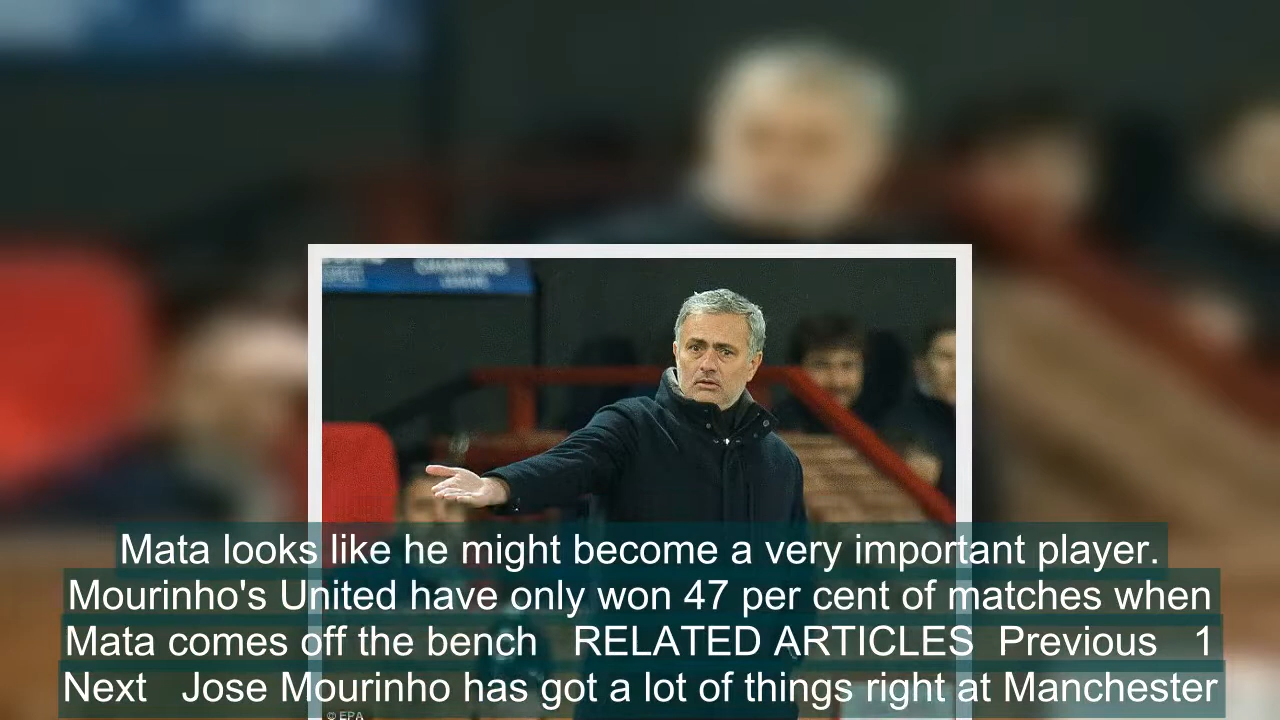 CHAMPIONS
LEAGUE
Mata looks like he might become a very important player.
Mourinho's United have only won 47 per cent of matches when
Mata comes off the bench   RELATED ARTICLES  Previous   1
Next   Jose Mourinho has got a lot of things right at Manchester
© EPA